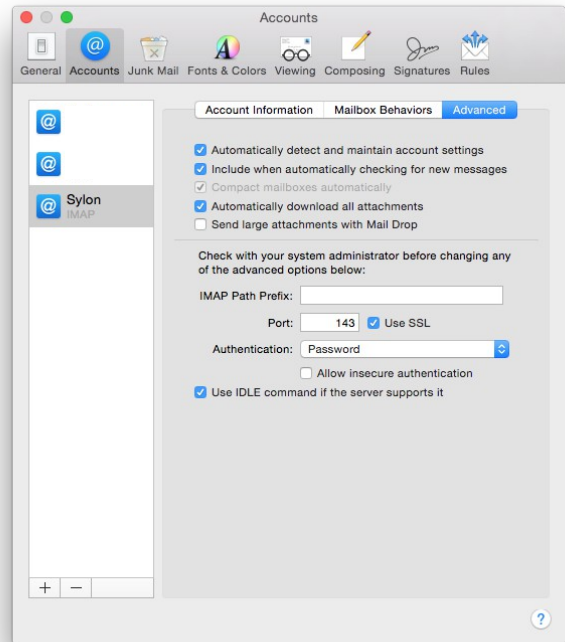 Accounts
General Accounts Junk Mail Fonts & Colors Viewing Composing Signatures Rules
Account Information Mailbox Behaviors Advanced
Sylon
IMAP
Automatically detect and maintain account settings
Include when automatically checking for new messages
Compact mailboxes automatically
Automatically download all attachments
Send large attachments with Mail Drop
Check with your system administrator before changing any
of the advanced options below:
IMAP Path Prefix:
Port: 143 Use SSL
Authentication: Password
Allow insecure authentication
Use IDLE command if the server supports it
+ −
?